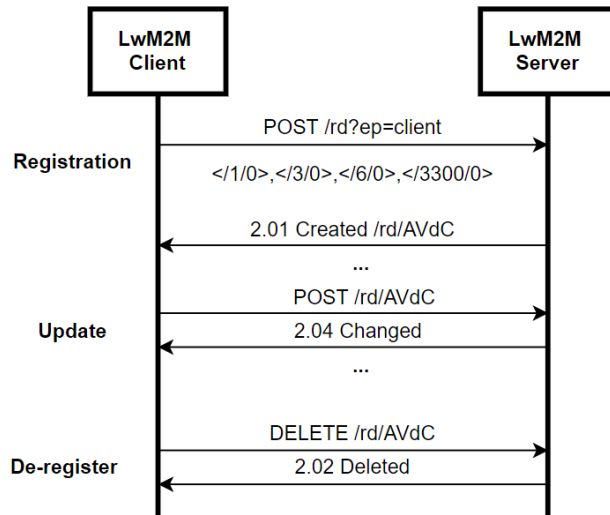 LwM2M
Client
LwM2M
Server
POST /rd?ep=client
Registration
</1/0>,</3/0>,</6/0>,</3300/0>
2.01 Created /rd/AVdC
...
POST /rd/AVdC
Update
2.04 Changed
...
DELETE /rd/AVdC
De-register
2.02 Deleted